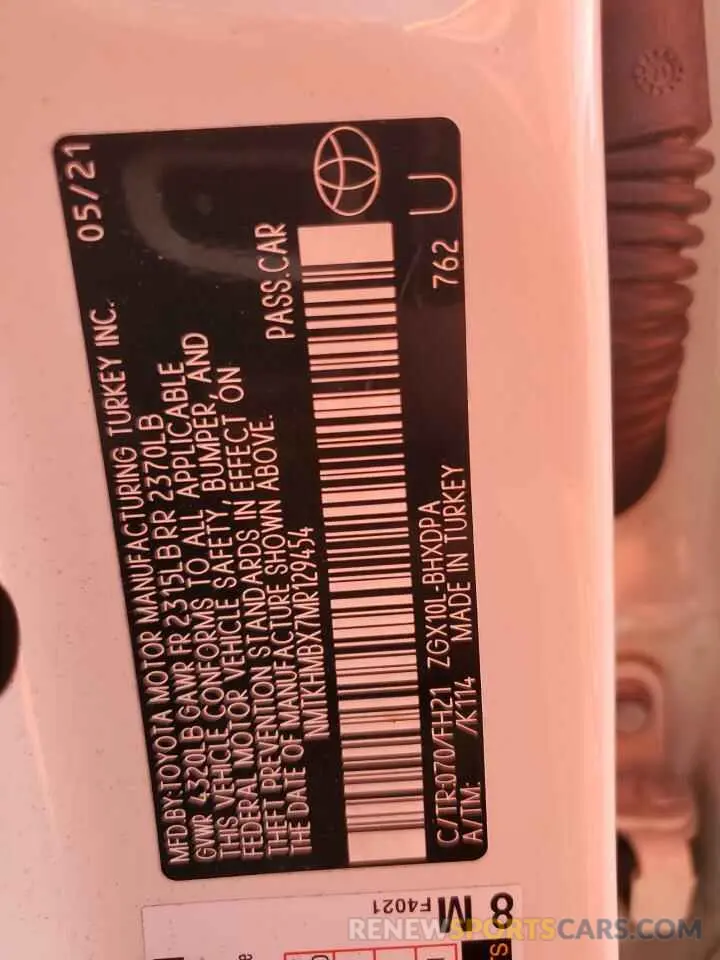 MFD.BY:TOYOTA MOTOR MANUFACTURING TURKEY INC. 05/21
GVWR 4320LB GAWR FR 2315LB RR 2370LB
THIS VEHICLE CONFORMS TO ALL APPLICABLE
FEDERAL MOTOR VEHICLE SAFETY, BUMPER, AND
THEFT PREVENTION STANDARDS IN EFFECT ON
THE DATE OF MANUFACTURE SHOWN ABOVE.
NMTKHMBX7MR129454 PASS.CAR
C/TR:070/FH21 ZGX10L-BHXDPA 762 U
A/TM: /K114 MADE IN TURKEY
8 M F4021
RENEWSPORTSCARS.COM